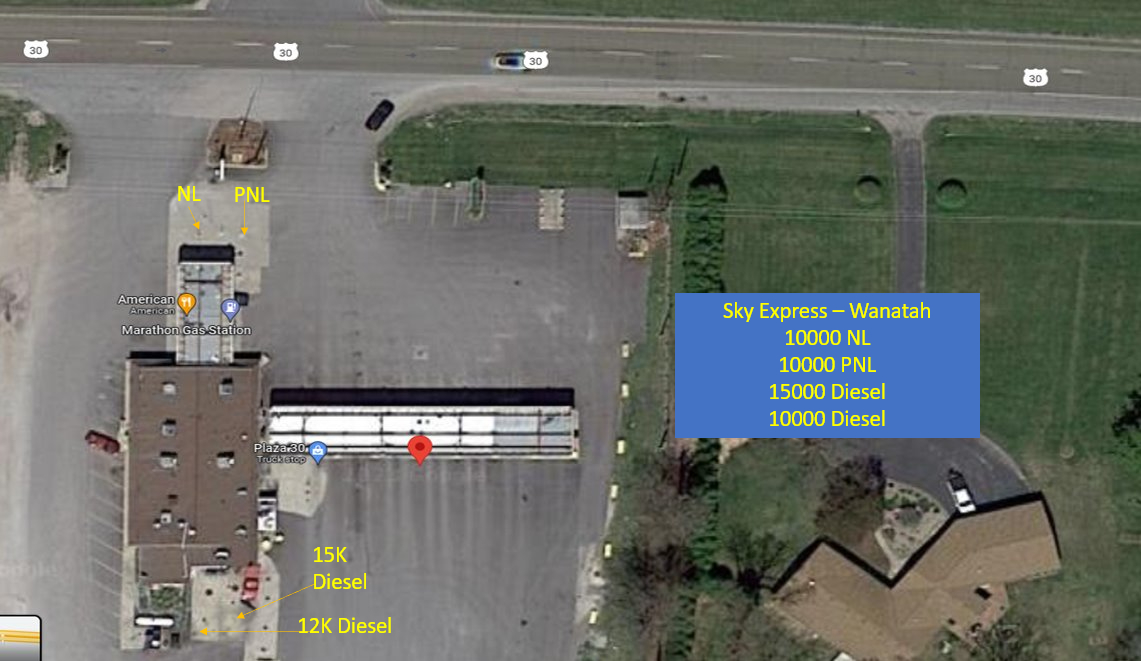 30
30
30
30
NL
PNL
American
American
Marathon Gas Station
Sky Express – Wanatah
10000 NL
10000 PNL
15000 Diesel
10000 Diesel
Plaza 30
Truck stop
15K
Diesel
12K Diesel